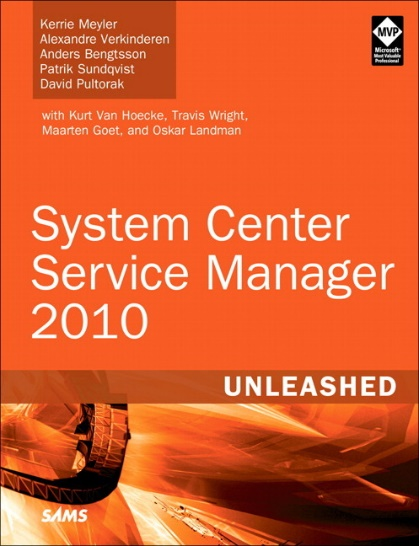 Kerrie Meyler
Alexandre Verkinderen
Anders Bengtsson
Patrik Sundqvist
David Pultorak
with Kurt Van Hoecke, Travis Wright,
Maarten Goet, and Oskar Landman
MVP
Microsoft®
Most Valuable
Professional
System Center
Service Manager
2010
UNLEASHED
SAMS